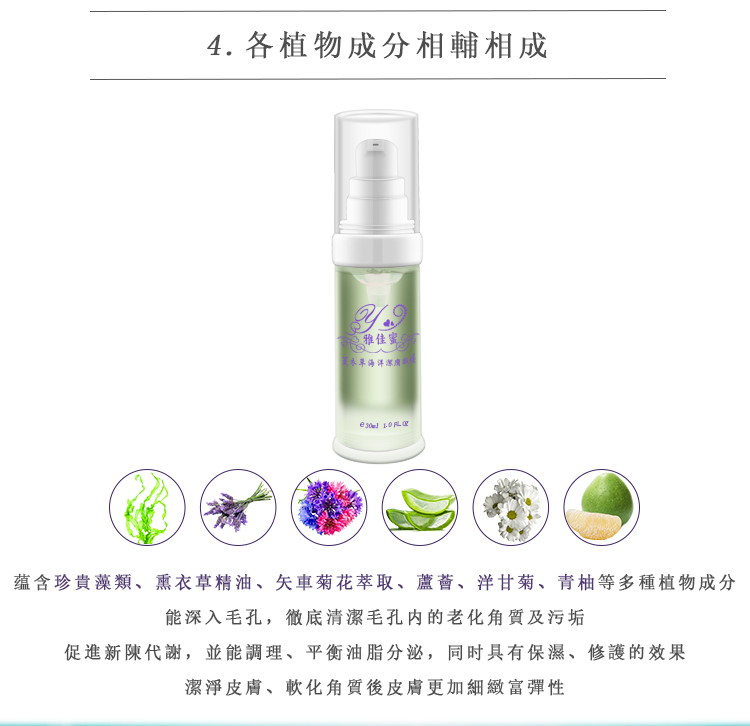 4. 各植物成分相輔相成
雅佳蜜
e30ml 1.0 FL.OZ
蘊含珍貴藻類、熏衣草精油、矢車菊花萃取、蘆薈、洋甘菊、青柚等多種植物成分
能深入毛孔，徹底清潔毛孔内的老化角質及污垢
促進新陳代謝，並能調理、平衡油脂分泌，同时具有保濕、修護的效果
潔淨皮膚、軟化角質後皮膚更加細緻富彈性